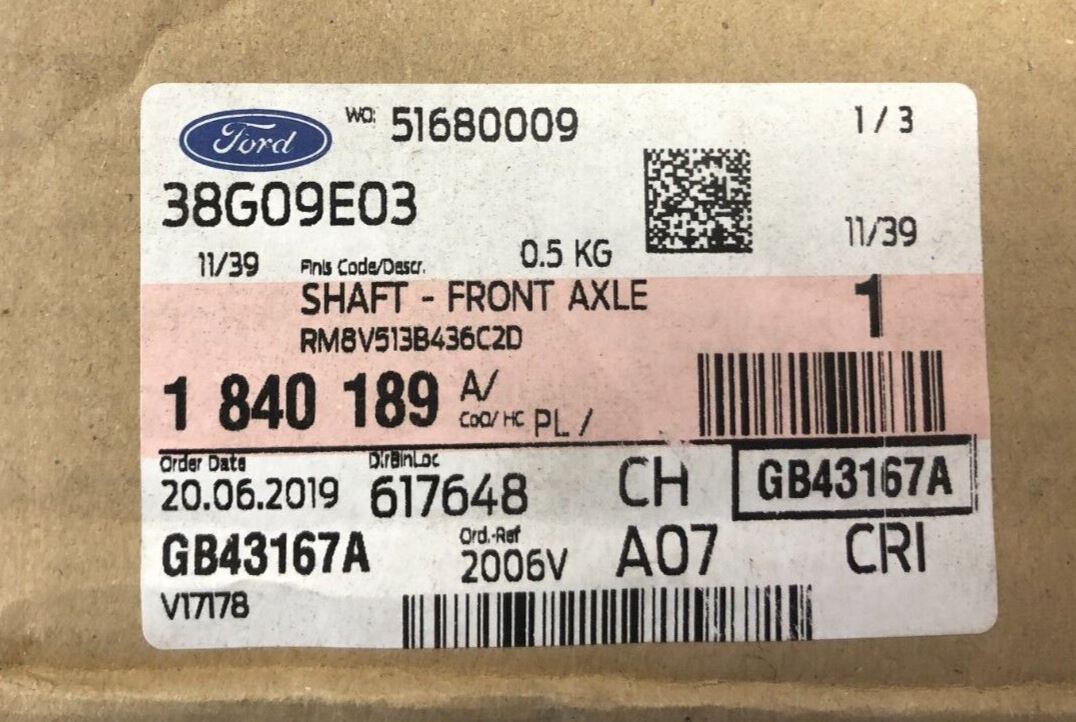 Ford WO: 51680009 1 / 3
38G09E03
11/39 Finis Code/Descr. 0.5 KG 11/39
SHAFT - FRONT AXLE 1
RM8V513B436C2D
1 840 189 A/
CoO/ HC PL /
Order Date DirBinLoc
20.06.2019 617648 CH GB43167A
GB43167A Ord.-Ref 2006V A07 CRI
V17178